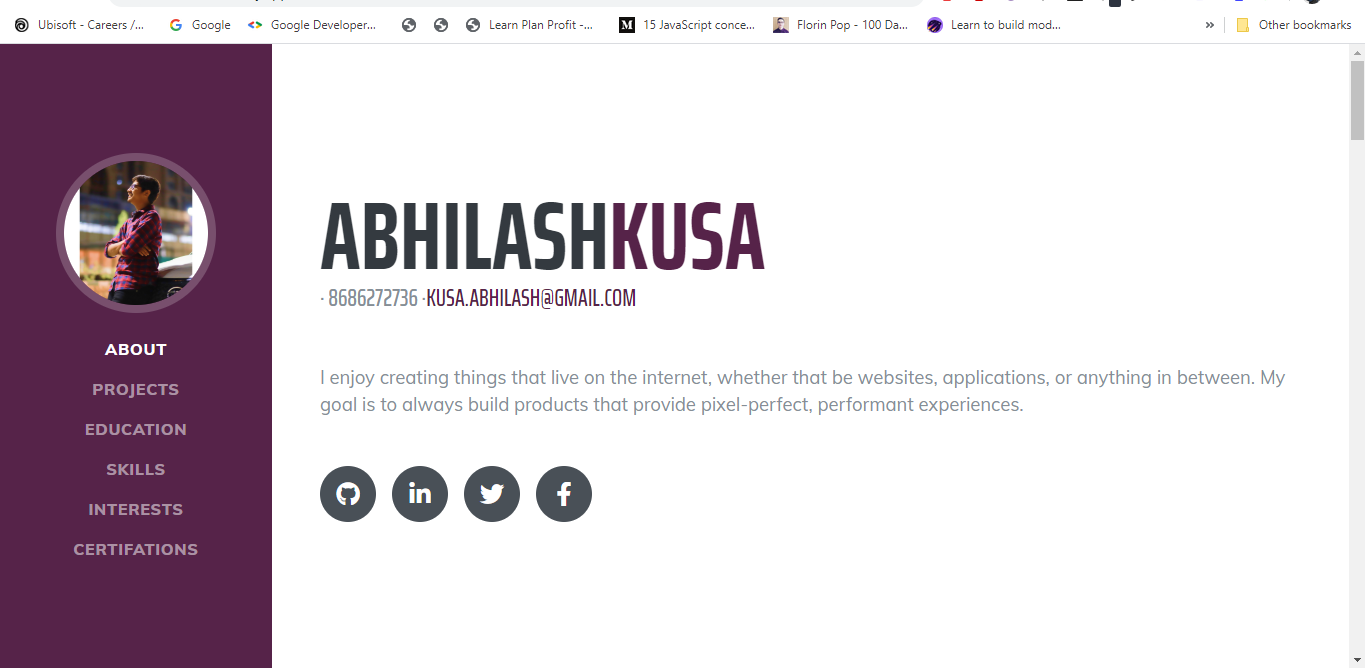 Ubisoft - Careers /... Google Google Developer... Learn Plan Profit -... 15 JavaScript conce... Florin Pop - 100 Da... Learn to build mod... » Other bookmarks
ABHILASHKUSA
· 8686272736 ·KUSA.ABHILASH@GMAIL.COM
I enjoy creating things that live on the internet, whether that be websites, applications, or anything in between. My
goal is to always build products that provide pixel-perfect, performant experiences.
ABOUT
PROJECTS
EDUCATION
SKILLS
INTERESTS
CERTIFATIONS